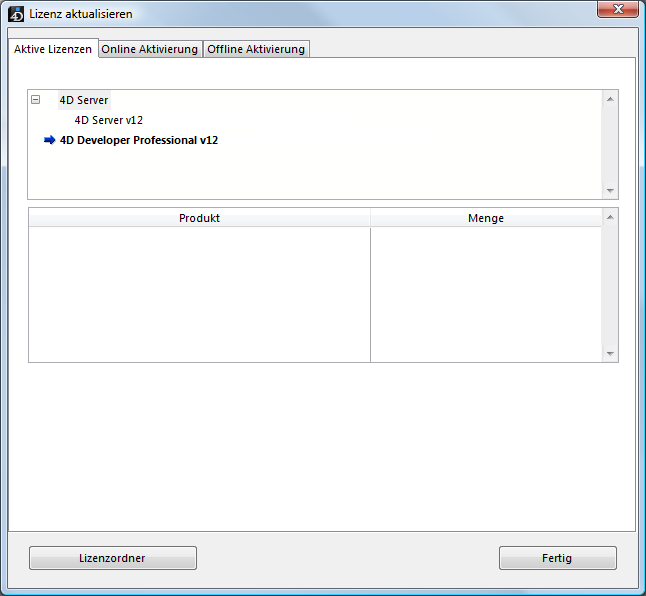 4D Lizenz aktualisieren
Aktive Lizenzen Online Aktivierung Offline Aktivierung
4D Server
4D Server v12
4D Developer Professional v12
Produkt Menge
Lizenzordner Fertig